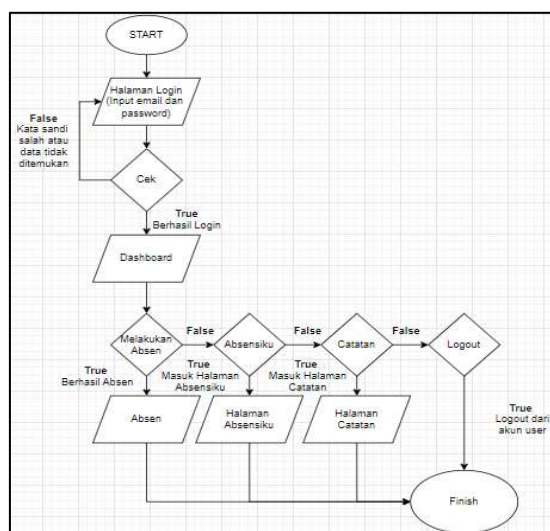 START
Halaman Login
(Input email dan
password)
False
Kata sandi
salah atau
data tidak
ditemukan
Cek
True
Berhasil Login
Dashboard
Melakukan
Absen
False
Absensiku
False
Catatan
False
Logout
True
Berhasil Absen
True
Masuk Halaman
Absensiku
True
Masuk Halaman
Catatan
Absen
Halaman
Absensiku
Halaman
Catatan
True
Logout dari
akun user
Finish